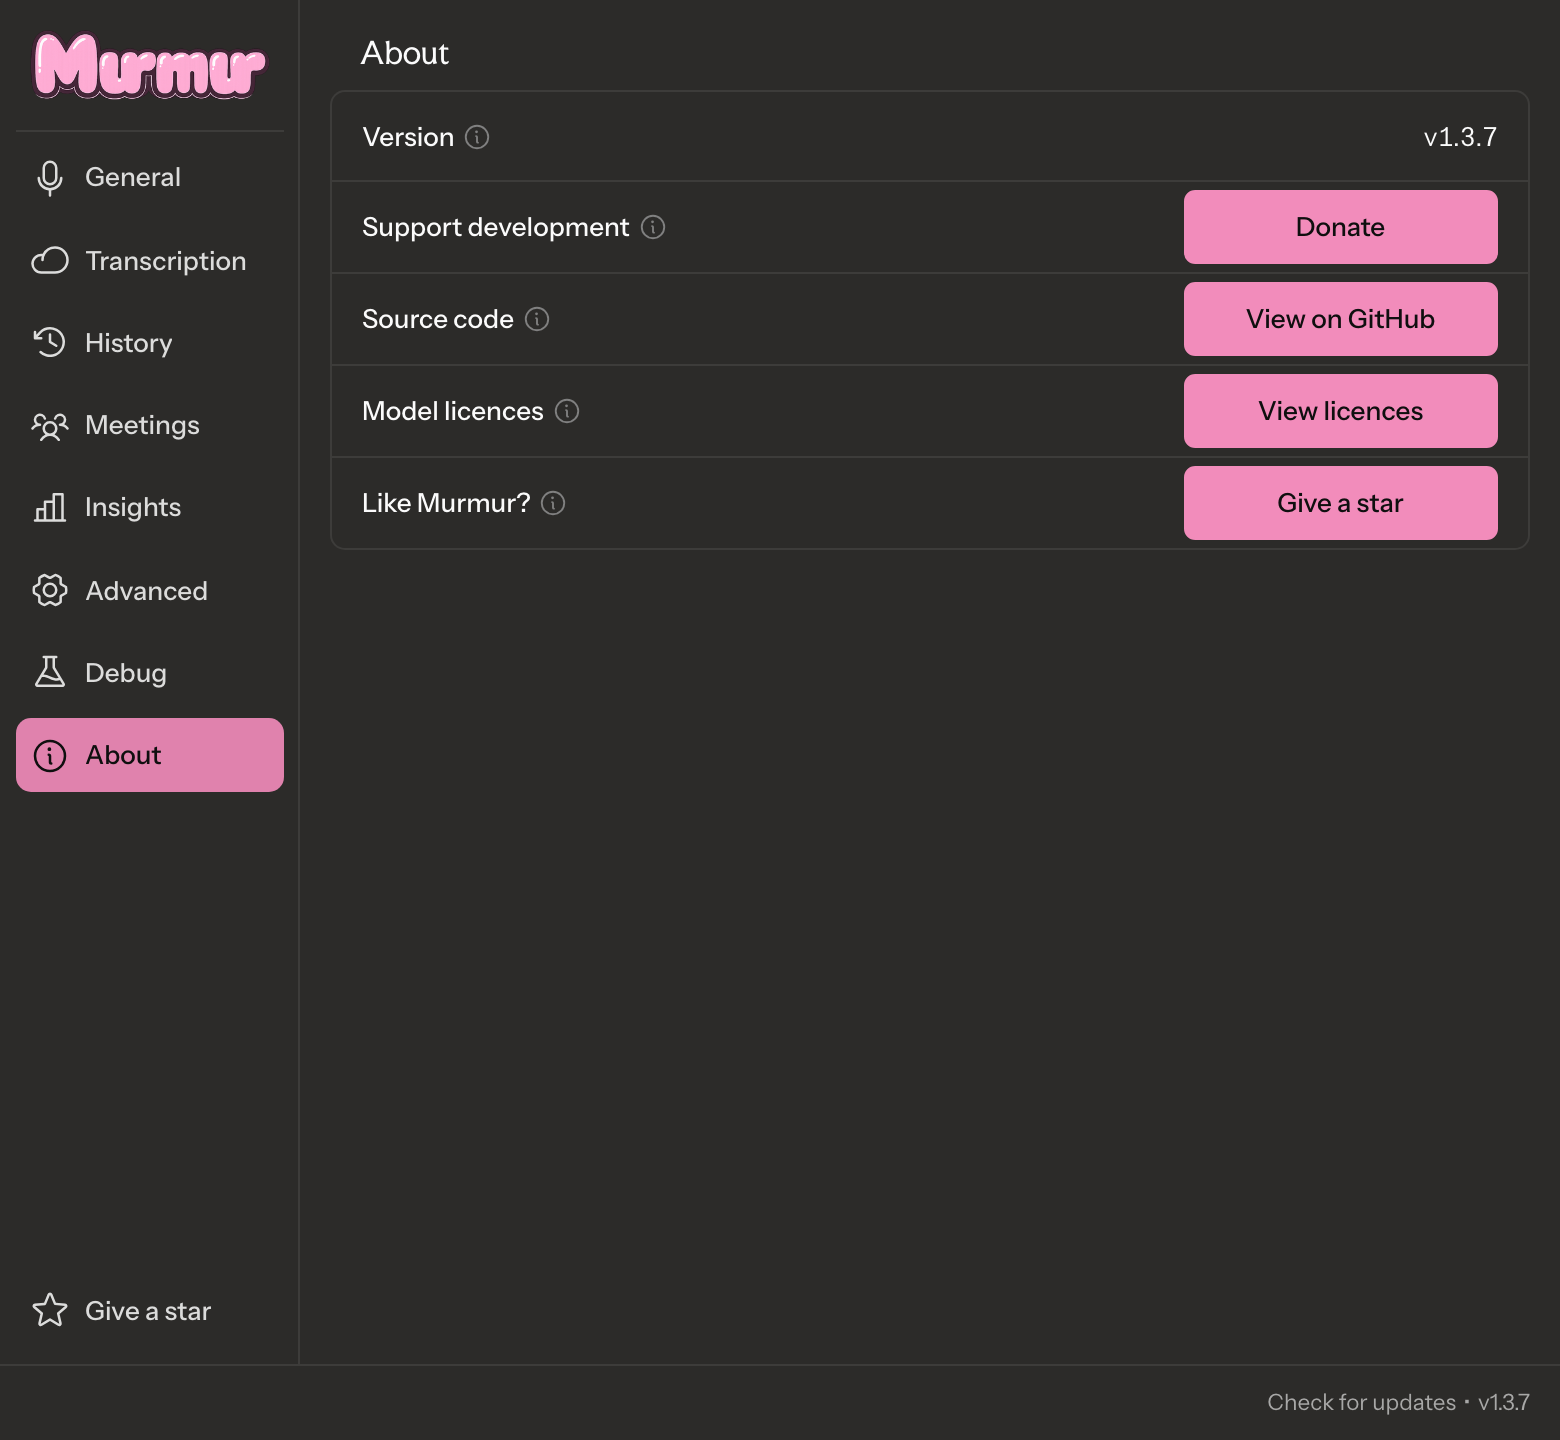 Murmur
General
Transcription
History
Meetings
Insights
Advanced
Debug
About
Give a star
About
Version
v1.3.7
Support development
Donate
Source code
View on GitHub
Model licences
View licences
Like Murmur?
Give a star
Check for updates • v1.3.7